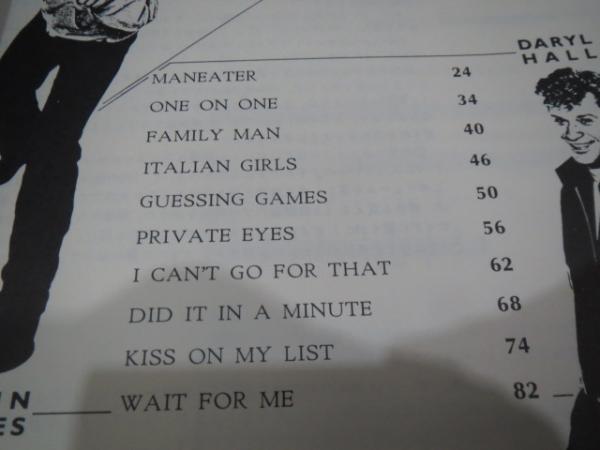 DARYL
HALL
MANEATER 24
ONE ON ONE 34
FAMILY MAN 40
ITALIAN GIRLS 46
GUESSING GAMES 50
PRIVATE EYES 56
I CAN'T GO FOR THAT 62
DID IT IN A MINUTE 68
KISS ON MY LIST 74
WAIT FOR ME 82